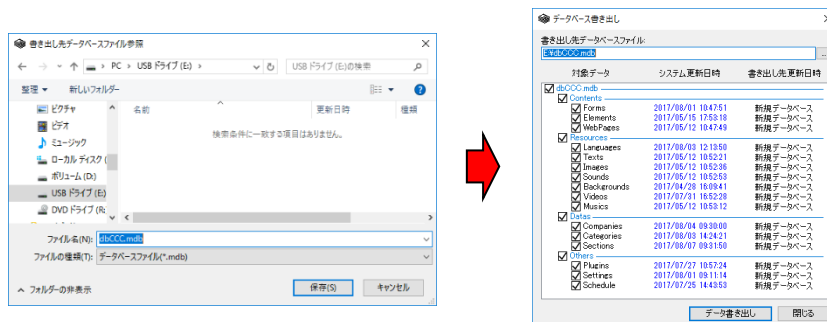 書き出し先データベースファイル参照
PC › USB ドライブ (E:) ›
USB ドライブ (E:)の検索
整理 新しいフォルダー
名前 更新日時 種類
検索条件に一致する項目はありません。
ピクチャ
ビデオ
ミュージック
ローカル ディスク (
ボリューム (D:)
USB ドライブ (E:)
DVD ドライブ (R:
ファイル名(N): dbCCC.mdb
ファイルの種類(T): データベースファイル(*.mdb)
フォルダーの非表示 保存(S) キャンセル
データベース書き出し
書き出し先データベースファイル:
E:¥dbCCC.mdb ...
対象データ システム更新日時 書き出し先更新日時
dbCCC.mdb
Contents
Forms 2017/08/01 10:47:51 新規データベース
Elements 2017/05/15 17:53:18 新規データベース
WebPages 2017/05/12 10:47:49 新規データベース
Resources
Languages 2017/08/03 12:13:50 新規データベース
Texts 2017/05/12 10:52:21 新規データベース
Images 2017/05/12 10:52:36 新規データベース
Sounds 2017/05/12 10:52:53 新規データベース
Backgrounds 2017/04/28 16:09:41 新規データベース
Videos 2017/07/31 16:52:28 新規データベース
Musics 2017/05/12 10:53:12 新規データベース
Datas
Companies 2017/08/04 09:30:00 新規データベース
Categories 2017/08/03 14:24:21 新規データベース
Sections 2017/08/07 09:31:50 新規データベース
Others
Plugins 2017/07/27 10:57:24 新規データベース
Settings 2017/08/01 09:11:14 新規データベース
Schedule 2017/07/25 14:43:53 新規データベース
データ書き出し 閉じる